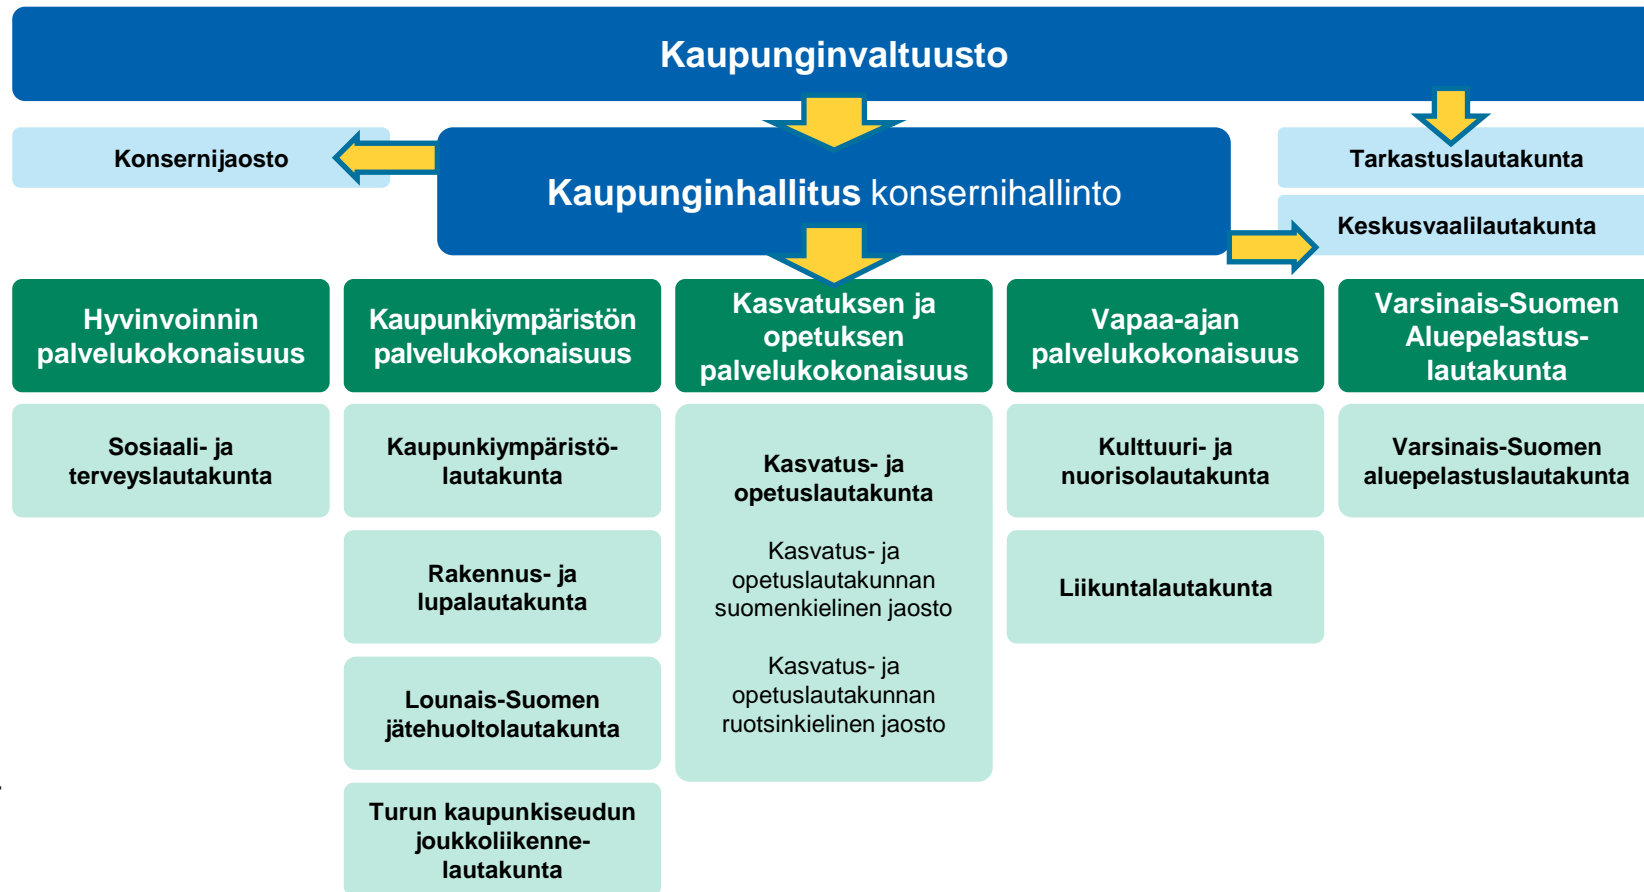 Kaupunginvaltuusto
Konsernijaosto
Kaupunginhallitus konsernihallinto
Tarkastuslautakunta
Keskusvaalilautakunta
Hyvinvoinnin
palvelukokonaisuus
Kaupunkiympäristön
palvelukokonaisuus
Kasvatuksen ja
opetuksen
palvelukokonaisuus
Vapaa-ajan
palvelukokonaisuus
Varsinais-Suomen
Aluepelastus-
lautakunta
Sosiaali- ja
terveyslautakunta
Kaupunkiympäristö-
lautakunta
Rakennus- ja
lupalautakunta
Lounais-Suomen
jätehuoltolautakunta
Turun kaupunkiseudun
joukkoliikenne-
lautakunta
Kasvatus- ja
opetuslautakunta
Kasvatus- ja
opetuslautakunnan
suomenkielinen jaosto
Kasvatus- ja
opetuslautakunnan
ruotsinkielinen jaosto
Kulttuuri- ja
nuorisolautakunta
Liikuntalautakunta
Varsinais-Suomen
aluepelastuslautakunta